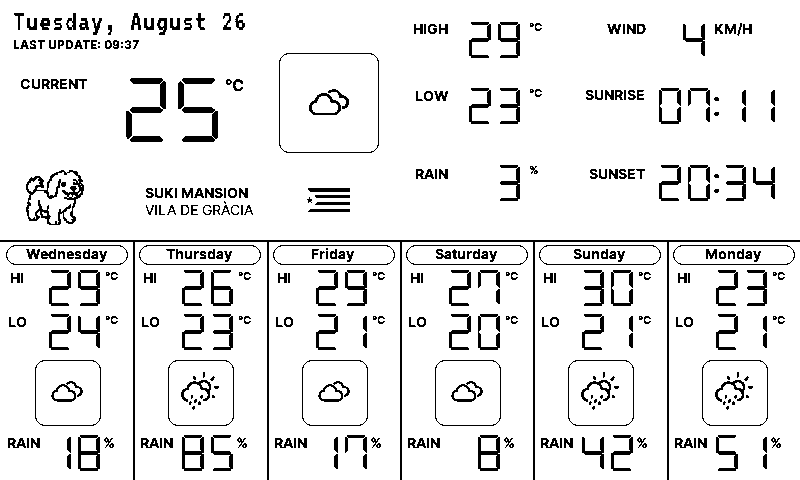 Tuesday, August 26
LAST UPDATE: 09:37
CURRENT 25 °C
HIGH 29 °C
WIND 4 KM/H
LOW 23 °C
SUNRISE 07:11
RAIN 3 %
SUNSET 20:34
SUKI MANSION
VILA DE GRÀCIA
Wednesday
HI 29 °C
LO 24 °C
RAIN 18 %
Thursday
HI 26 °C
LO 23 °C
RAIN 85 %
Friday
HI 29 °C
LO 21 °C
RAIN 17 %
Saturday
HI 27 °C
LO 20 °C
RAIN 8 %
Sunday
HI 30 °C
LO 21 °C
RAIN 42 %
Monday
HI 23 °C
LO 21 °C
RAIN 51 %